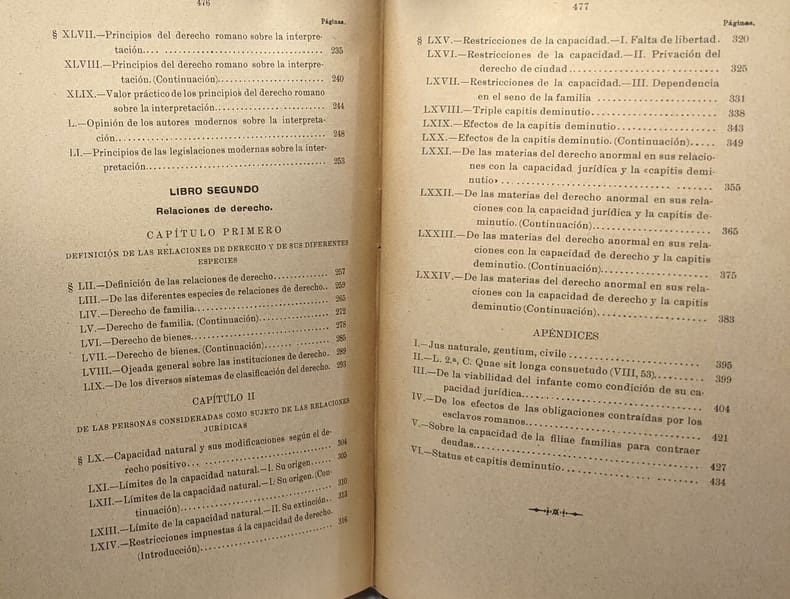 476
Páginas.
§ XLVII.—Principios del derecho romano sobre la interpre-
tación.... 235
XLVIII.—Principios del derecho romano sobre la interpre-
tación. (Continuación). 240
XLIX.—Valor práctico de los principios del derecho romano
sobre la interpretación. 244
L.—Opinión de los autores modernos sobre la interpreta-
ción. 248
LI.—Principios de las legislaciones modernas sobre la inter-
pretación. 253
LIBRO SEGUNDO
Relaciones de derecho.
CAPÍTULO PRIMERO
DEFINICIÓN DE LAS RELACIONES DE DERECHO Y DE SUS DIFERENTES
ESPECIES
§ LII.—Definición de las relaciones de derecho. 257
LIII.—De las diferentes especies de relaciones de derecho.. 259
LIV.—Derecho de familia. 265
LV.—Derecho de familia. (Continuación) 272
LVI.—Derecho de bienes. 278
LVII.—Derecho de bienes. (Continuación). 285
LVIII.—Ojeada general sobre las instituciones de derecho. 289
LIX.—De los diversos sistemas de clasificación del derecho. 293
CAPÍTULO II
DE LAS PERSONAS CONSIDERADAS COMO SUJETO DE LAS RELACIONES
JURÍDICAS
§ LX.—Capacidad natural y sus modificaciones según el de-
recho positivo... 304
LXI.—Límites de la capacidad natural.—I. Su origen. 305
LXII.—Límites de la capacidad natural.—I. Su origen. (Con-
tinuación) 310
LXIII.—Límite de la capacidad natural.—II. Su extinción.. 313
LXIV.—Restricciones impuestas á la capacidad de derecho.
(Introducción). 316
477
Páginas.
§ LXV.—Restricciones de la capacidad.—I. Falta de libertad. 320
LXVI.—Restricciones de la capacidad.—II. Privación del
derecho de ciudad 325
LXVII.—Restricciones de la capacidad.—III. Dependencia
en el seno de la familia 331
LXVIII.—Triple capitis deminutio 338
LXIX.—Efectos de la capitis deminutio 343
LXX.—Efectos de la capitis deminutio. (Continuación) 349
LXXI.—De las materias del derecho anormal en sus relacio-
nes con la capacidad jurídica y la «capitis demi-
nutio» 355
LXXII.—De las materias del derecho anormal en sus rela-
ciones con la capacidad jurídica y la capitis de-
minutio. (Continuación) 365
LXXIII.—De las materias del derecho anormal en sus rela-
ciones con la capacidad de derecho y la capitis
deminutio. (Continuación) 375
LXXIV.—De las materias del derecho anormal en sus rela-
ciones con la capacidad de derecho y la capitis
deminutio (Continuación) 383
APÉNDICES
I.—Jus naturale, gentium, civile 395
II.—L. 2.ª, C. Quae sit longa consuetudo (VIII, 53) 399
III.—De la viabilidad del infante como condición de su ca-
pacidad jurídica 404
IV.—De los efectos de las obligaciones contraídas por los
esclavos romanos 421
V.—Sobre la capacidad de la filiae familias para contraer
deudas 427
VI.—Status et capitis deminutio 434